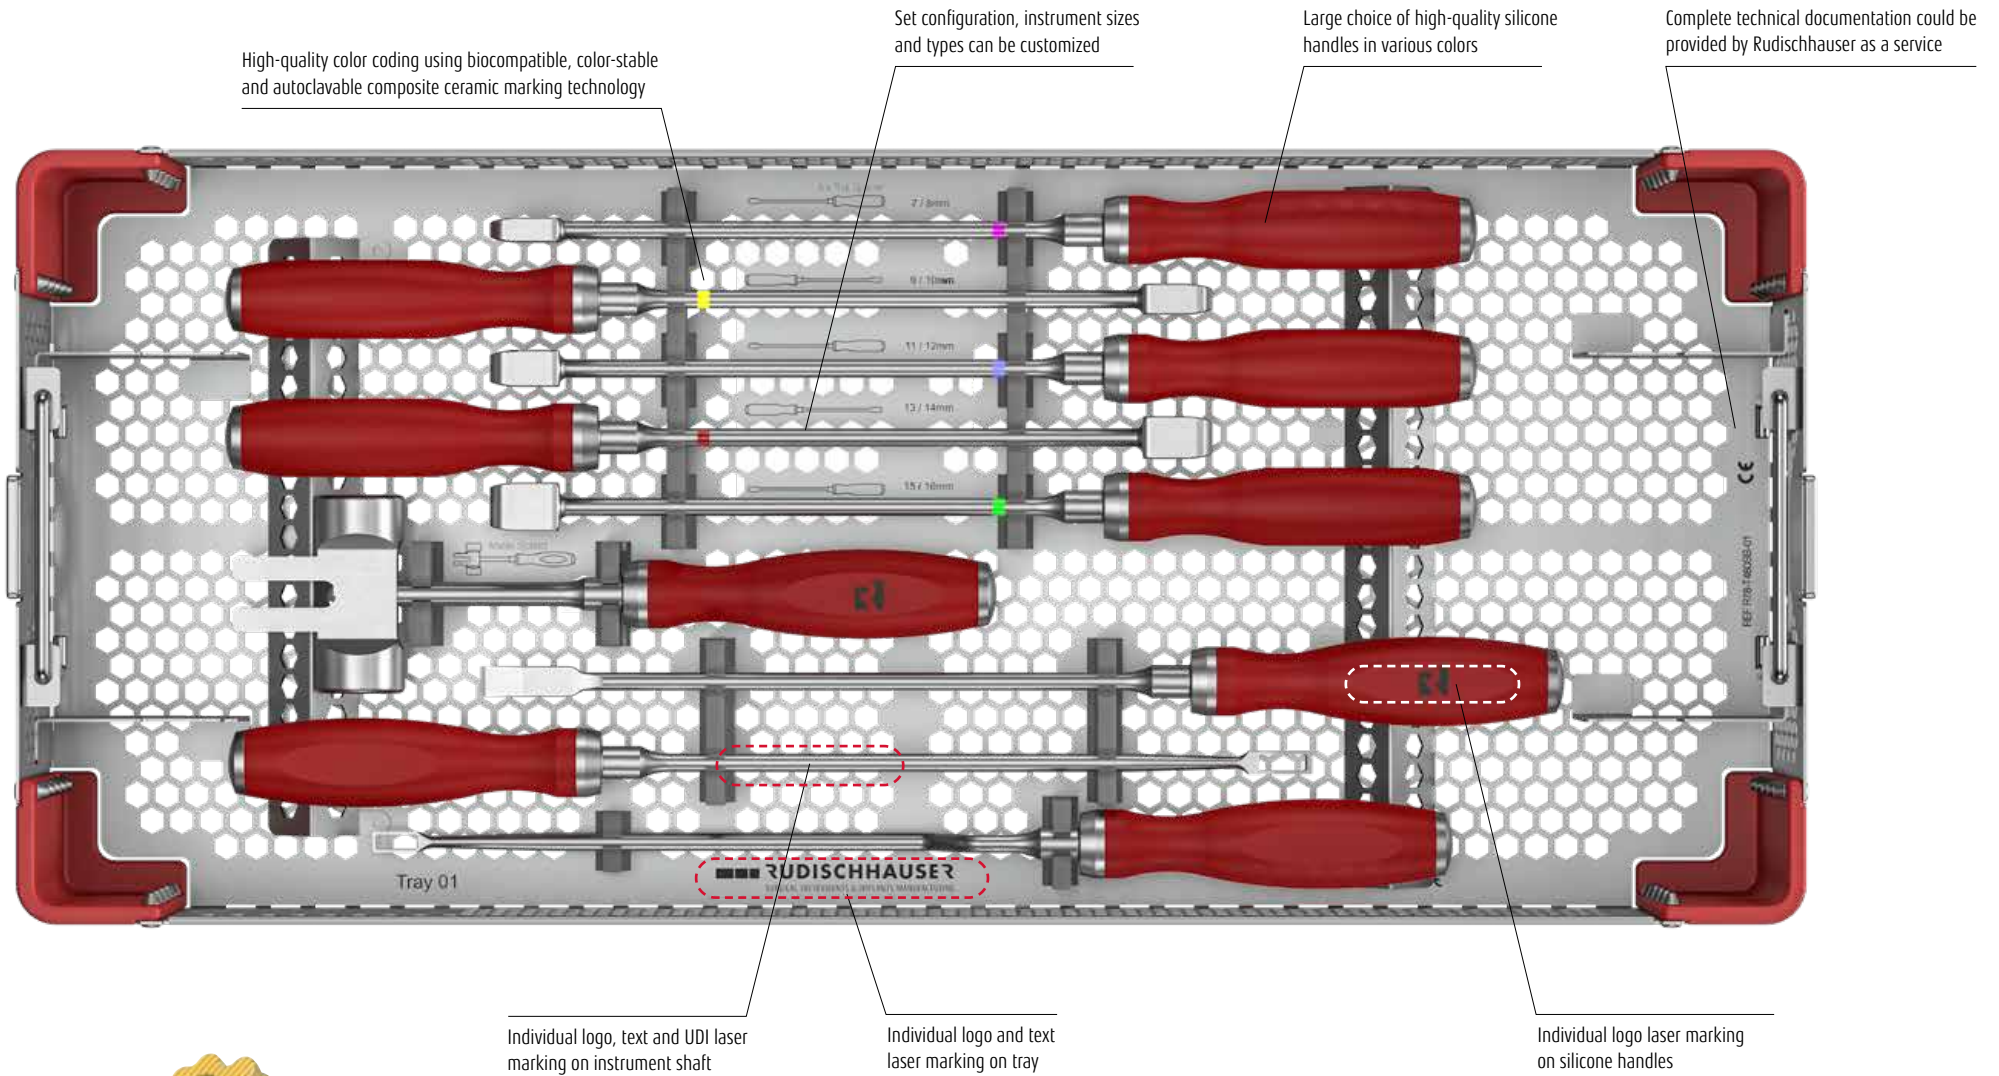 Set configuration, instrument sizes
and types can be customized
Large choice of high-quality silicone
handles in various colors
Complete technical documentation could be
provided by Rudischhauser as a service
High-quality color coding using biocompatible, color-stable
and autoclavable composite ceramic marking technology
7 / 8mm
9 / 10mm
11 / 12mm
13 / 14mm
15 / 16mm
CE
Tray 01
RUDISCHHAUSER
SURGICAL INSTRUMENTS & IMPLANTS MANUFACTURING
Individual logo, text and UDI laser
marking on instrument shaft
Individual logo and text
laser marking on tray
Individual logo laser marking
on silicone handles